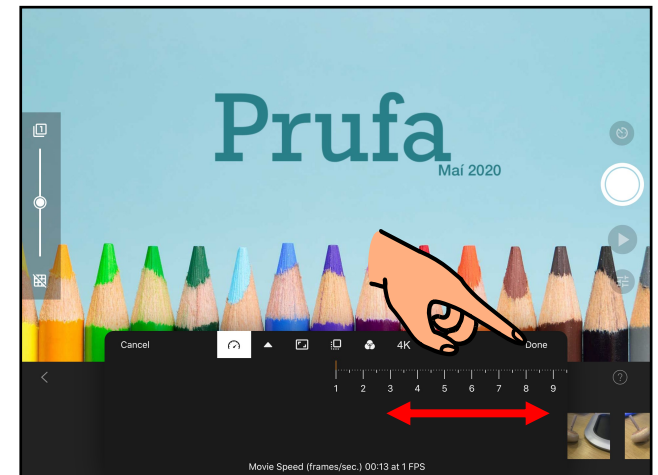 Prufa
Maí 2020
Cancel 4K Done
1 2 3 4 5 6 7 8 9
?
Movie Speed (frames/sec.) 00:13 at 1 FPS